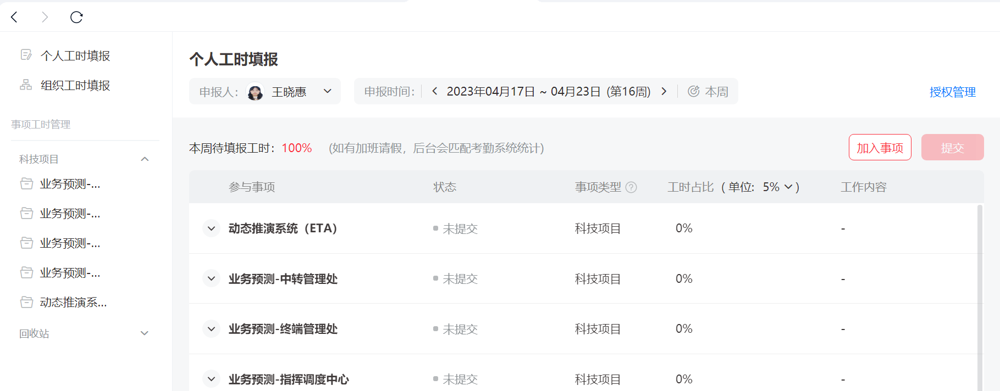 个人工时填报
组织工时填报
事项工时管理
科技项目
业务预测-...
业务预测-...
业务预测-...
业务预测-...
动态推演系...
回收站
个人工时填报
申报人： 王晓惠 申报时间： 2023年04月17日 ~ 04月23日 (第16周) 本周 授权管理
本周待填报工时：100% (如有加班请假，后台会匹配考勤系统统计) 加入事项 提交
参与事项 状态 事项类型 ? 工时占比 ( 单位: 5% ) 工作内容
动态推演系统（ETA） 未提交 科技项目 0% -
业务预测-中转管理处 未提交 科技项目 0% -
业务预测-终端管理处 未提交 科技项目 0% -
业务预测-指挥调度中心 未提交 科技项目 0% -